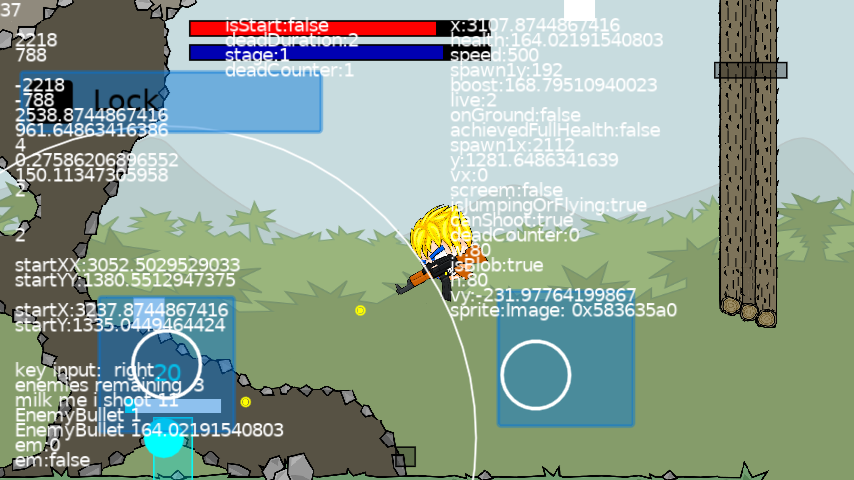 37
2218
788
-2218
-788
Lock
2538.8744867416
961.64863416386
4
0.27586206896552
150.11347305958
2
2
startXX:3052.5029529033
startYY:1380.5512947375
startX:3237.8744867416
startY:1335.0449464424
key input: right
20
enemies remaining 3
milk me i shoot 11
EnemyBullet 1
EnemyBullet 164.02191540803
em:0
em:false
isStart:false
deadDuration:2
stage:1
deadCounter:1
x:3107.8744867416
health:164.02191540803
speed:500
spawn1y:192
boost:168.79510940023
live:2
onGround:false
achievedFullHealth:false
spawn1x:2112
y:1281.6486341639
vx:0
screem:false
isJumpingOrFlying:true
canShoot:true
deadCounter:0
:80
isBlob:true
h:80
vy:-231.97764199867
sprite:Image: 0x583635a0